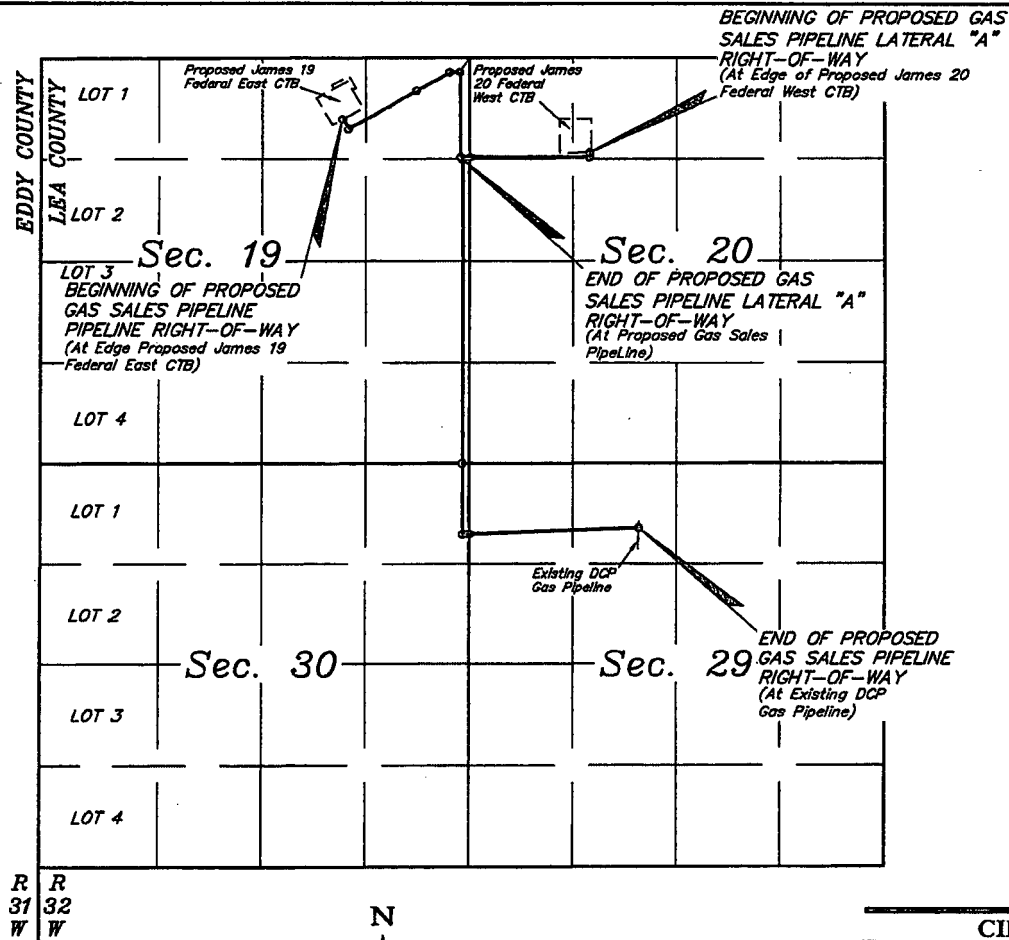 BEGINNING OF PROPOSED GAS
SALES PIPELINE LATERAL "A"
RIGHT-OF-WAY
(At Edge of Proposed James 20
Federal West CTB)
EDDY COUNTY
LEA COUNTY
LOT 1
Proposed James 19
Federal East CTB
Proposed James
20 Federal
West CTB
LOT 2
Sec. 19
Sec. 20
LOT 3
BEGINNING OF PROPOSED
GAS SALES PIPELINE
PIPELINE RIGHT-OF-WAY
(At Edge Proposed James 19
Federal East CTB)
END OF PROPOSED GAS
SALES PIPELINE LATERAL "A"
RIGHT-OF-WAY
(At Proposed Gas Sales
PipeLine)
LOT 4
LOT 1
Existing DCP
Gas Pipeline
LOT 2
Sec. 30
Sec. 29
END OF PROPOSED
GAS SALES PIPELINE
RIGHT-OF-WAY
(At Existing DCP
Gas Pipeline)
LOT 3
LOT 4
R R
31 32
W W
N